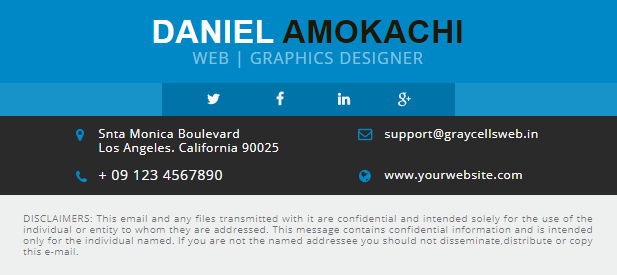 DANIEL AMOKACHI
WEB | GRAPHICS DESIGNER
Snta Monica Boulevard
Los Angeles. California 90025
support@graycellsweb.in
+ 09 123 4567890
www.yourwebsite.com
DISCLAIMERS: This email and any files transmitted with it are confidential and intended solely for the use of the
individual or entity to whom they are addressed. This message contains confidential information and is intended
only for the individual named. If you are not the named addressee you should not disseminate,distribute or copy
this e-mail.